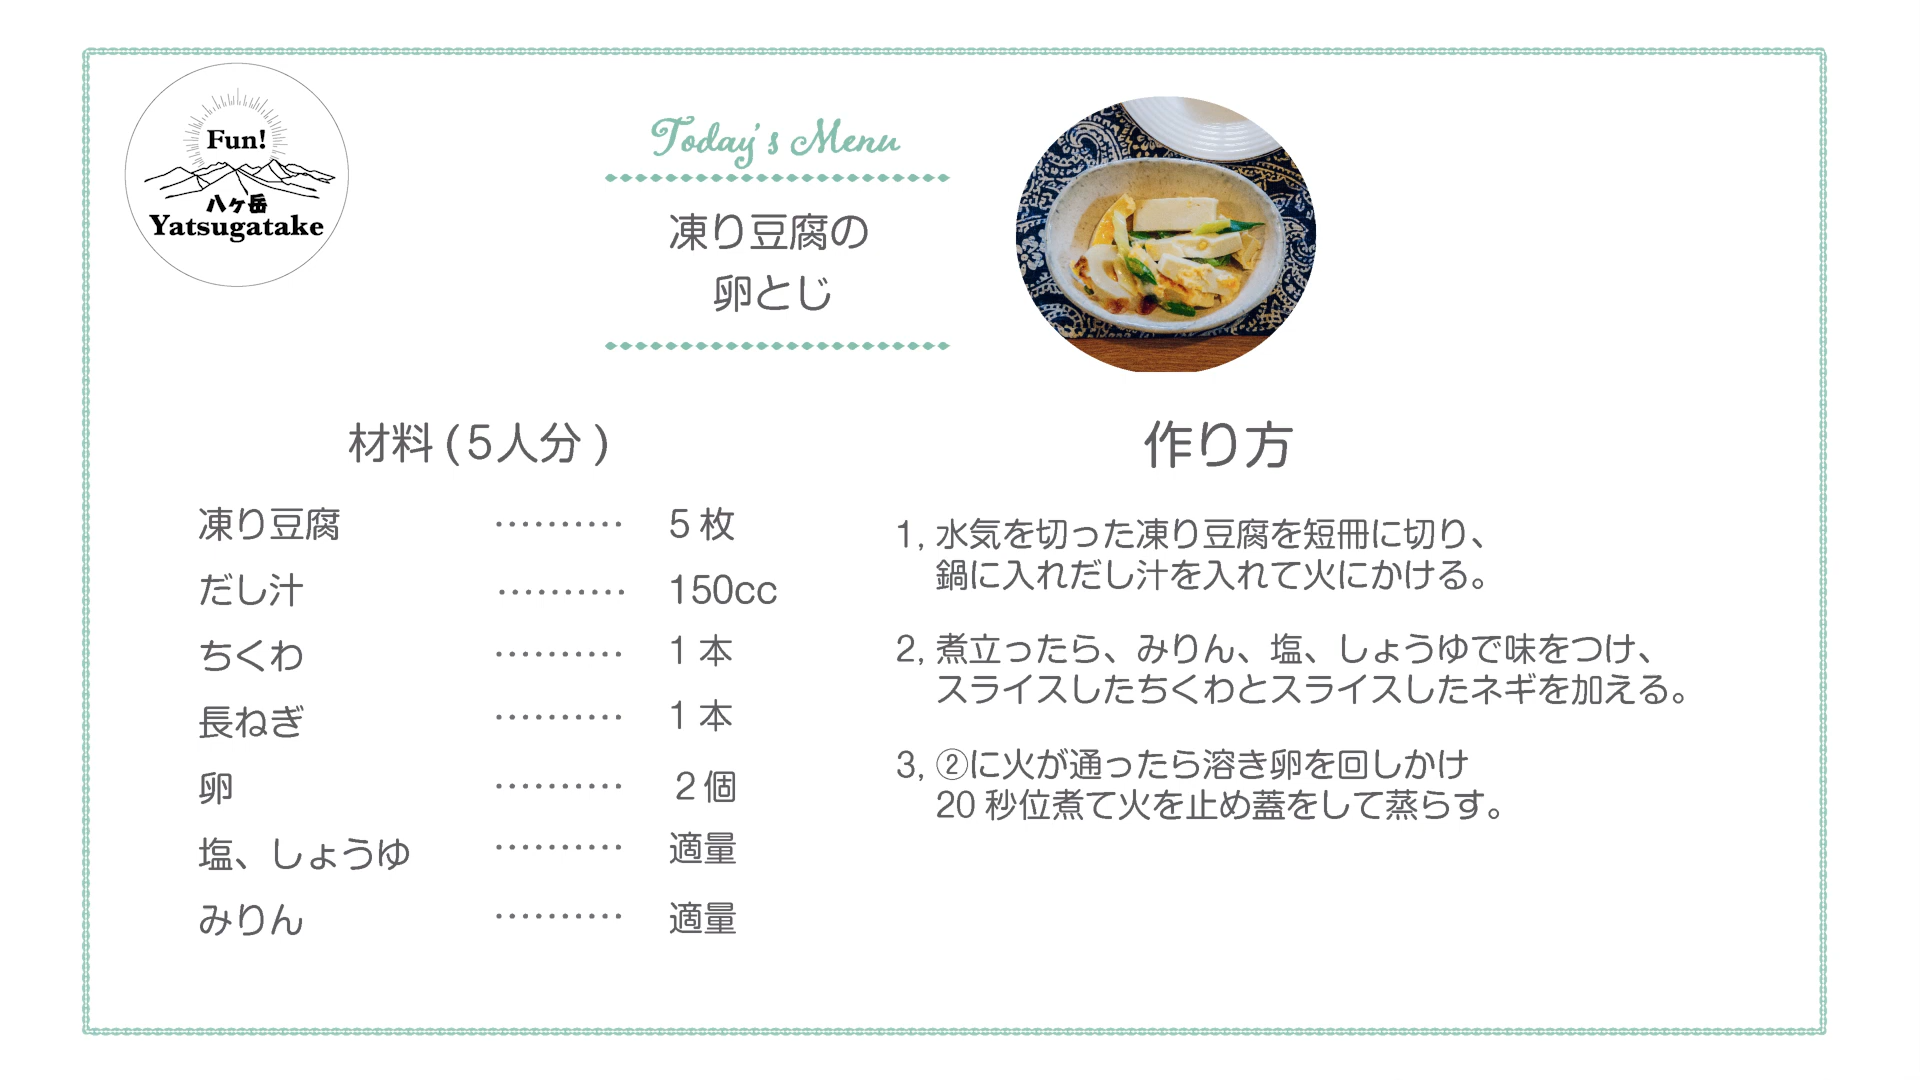 Fun!
八ヶ岳
Yatsugatake
Today's Menu
凍り豆腐の
卵とじ
材料(5人分)
凍り豆腐 ‥‥‥‥‥ 5枚
だし汁 ‥‥‥‥‥ 150cc
ちくわ ‥‥‥‥‥ 1本
長ねぎ ‥‥‥‥‥ 1本
卵 ‥‥‥‥‥ 2個
塩、しょうゆ ‥‥‥‥‥ 適量
みりん ‥‥‥‥‥ 適量
作り方
1, 水気を切った凍り豆腐を短冊に切り、
鍋に入れだし汁を入れて火にかける。
2, 煮立ったら、みりん、塩、しょうゆで味をつけ、
スライスしたちくわとスライスしたネギを加える。
3, ②に火が通ったら溶き卵を回しかけ
20秒位煮て火を止め蓋をして蒸らす。